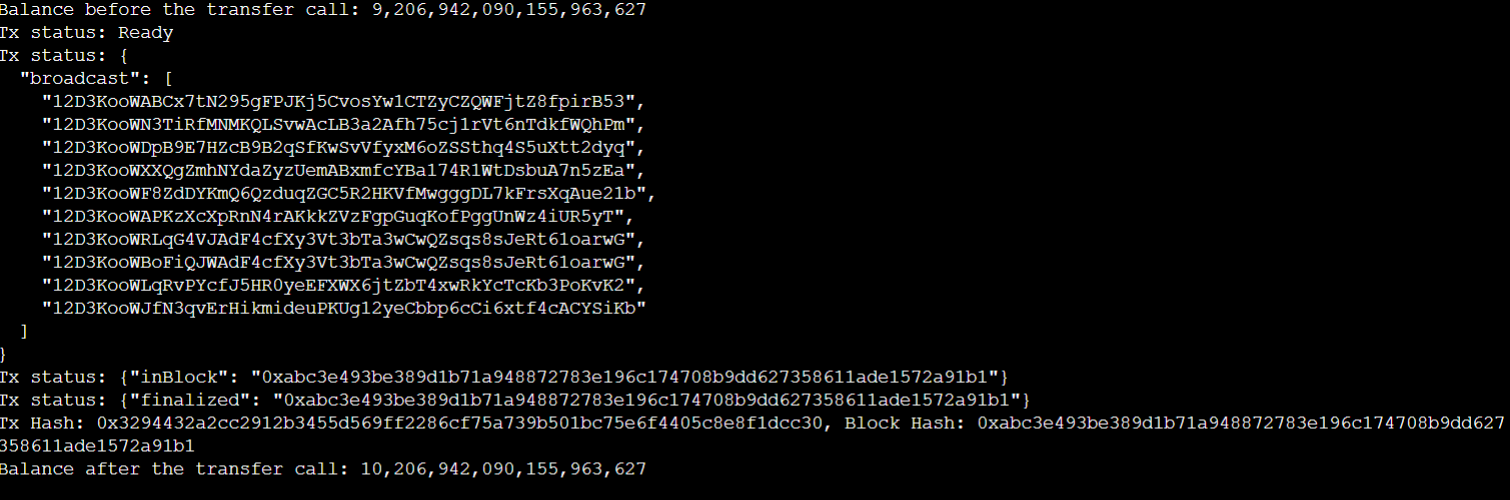 Balance before the transfer call: 9,206,942,090,155,963,627
Tx status: Ready
Tx status: {
"broadcast": [
"12D3KooWABCx7tN295gFPJKj5CvosYw1CTZyCZQWFjtZ8fpirB53",
"12D3KooWN3TiRfMNMKQLSvwAcLB3a2Afh75cj1rVt6nTdkfWQhPm",
"12D3KooWDpB9E7HZcB9B2qSfKwSvVfyxM6oZSSthq4S5uXtt2dyq",
"12D3KooWXXQgZmhNYdaZyzUemABxmfcYBa174R1WtDsbuA7n5zEa",
"12D3KooWF8ZdDYKmQ6QzduqZGC5R2HKVfMwgggDL7kFrsXqAue21b",
"12D3KooWAPKzXcXpRnN4rAKkkZVzFgpGuqKofPggUnWz4iUR5yT",
"12D3KooWRLqG4VJAdF4cfXy3Vt3bTa3wCwQZsqs8sJeRt61oarwG",
"12D3KooWBoFiQJWAdF4cfXy3Vt3bTa3wCwQZsqs8sJeRt61oarwG",
"12D3KooWLqRvPYcfJ5HR0yeEFXWX6jtZbT4xwRkYcTcKb3PoKvK2",
"12D3KooWJfN3qvErHikmideuPKUg12yeCbbp6cCi6xtf4cACYSiKb"
]
}
Tx status: {"inBlock": "0xabc3e493be389d1b71a948872783e196c174708b9dd627358611ade1572a91b1"}
Tx status: {"finalized": "0xabc3e493be389d1b71a948872783e196c174708b9dd627358611ade1572a91b1"}
Tx Hash: 0x3294432a2cc2912b3455d569ff2286cf75a739b501bc75e6f4405c8e8f1dcc30, Block Hash: 0xabc3e493be389d1b71a948872783e196c174708b9dd627
358611ade1572a91b1
Balance after the transfer call: 10,206,942,090,155,963,627